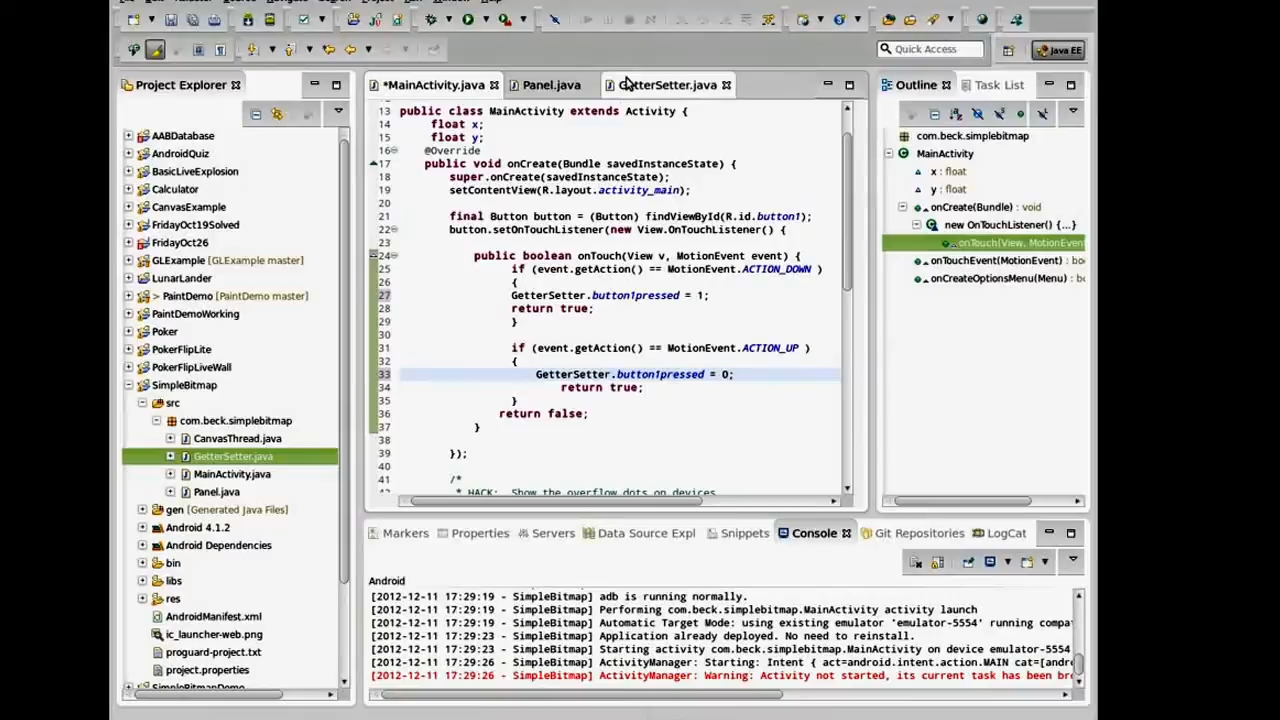 Quick Access
Java EE
Project Explorer
*MainActivity.java
Panel.java
GetterSetter.java
Outline
Task List
AABDatabase
AndroidQuiz
BasicLiveExplosion
Calculator
CanvasExample
FridayOct19Solved
FridayOct26
GLExample [GLExample master]
LunarLander
> PaintDemo [PaintDemo master]
PaintDemoWorking
Poker
PokerFlipLite
PokerFlipLiveWall
SimpleBitmap
src
com.beck.simplebitmap
CanvasThread.java
GetterSetter.java
MainActivity.java
Panel.java
gen [Generated Java Files]
Android 4.1.2
Android Dependencies
bin
libs
res
AndroidManifest.xml
ic_launcher-web.png
proguard-project.txt
project.properties
SimpleBitmapDemo
13 public class MainActivity extends Activity {
14 float x;
15 float y;
16 @Override
17 public void onCreate(Bundle savedInstanceState) {
18 super.onCreate(savedInstanceState);
19 setContentView(R.layout.activity_main);
20
21 final Button button = (Button) findViewById(R.id.button1);
22 button.setOnTouchListener(new View.OnTouchListener() {
23
24 public boolean onTouch(View v, MotionEvent event) {
25 if (event.getAction() == MotionEvent.ACTION_DOWN )
26 {
27 GetterSetter.button1pressed = 1;
28 return true;
29 }
30
31 if (event.getAction() == MotionEvent.ACTION_UP )
32 {
33 GetterSetter.button1pressed = 0;
34 return true;
35 }
36 return false;
37 }
38
39 });
40
41 /*
42 * HACK: Show the overflow dots on devices
com.beck.simplebitmap
MainActivity
x : float
y : float
onCreate(Bundle) : void
new OnTouchListener() {...}
onTouch(View, MotionEvent
onTouchEvent(MotionEvent) : bo
onCreateOptionsMenu(Menu) : b
Markers
Properties
Servers
Data Source Expl
Snippets
Console
Git Repositories
LogCat
Android
[2012-12-11 17:29:19 - SimpleBitmap] adb is running normally.
[2012-12-11 17:29:19 - SimpleBitmap] Performing com.beck.simplebitmap.MainActivity activity launch
[2012-12-11 17:29:19 - SimpleBitmap] Automatic Target Mode: using existing emulator 'emulator-5554' running compa
[2012-12-11 17:29:23 - SimpleBitmap] Application already deployed. No need to reinstall.
[2012-12-11 17:29:23 - SimpleBitmap] Starting activity com.beck.simplebitmap.MainActivity on device emulator-5554
[2012-12-11 17:29:26 - SimpleBitmap] ActivityManager: Starting: Intent { act=android.intent.action.MAIN cat=[andr
[2012-12-11 17:29:26 - SimpleBitmap] ActivityManager: Warning: Activity not started, its current task has been br